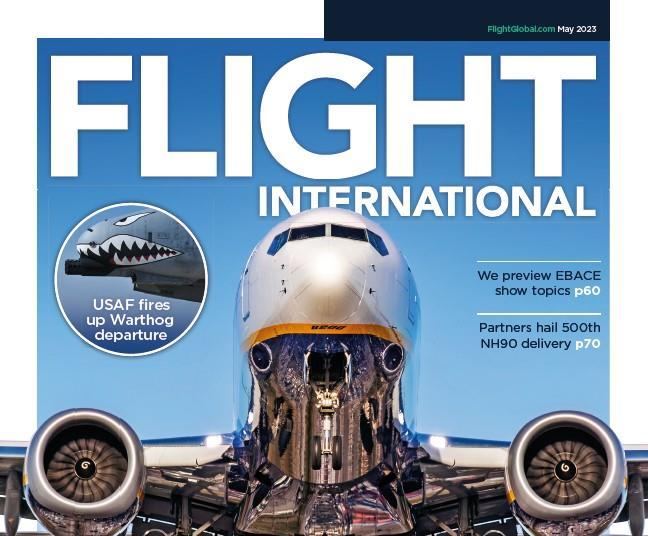 FlightGlobal.com May 2023
FLIGHT
INTERNATIONAL
USAF fires
up Warthog
departure
We preview EBACE
show topics p60
Partners hail 500th
NH90 delivery p70